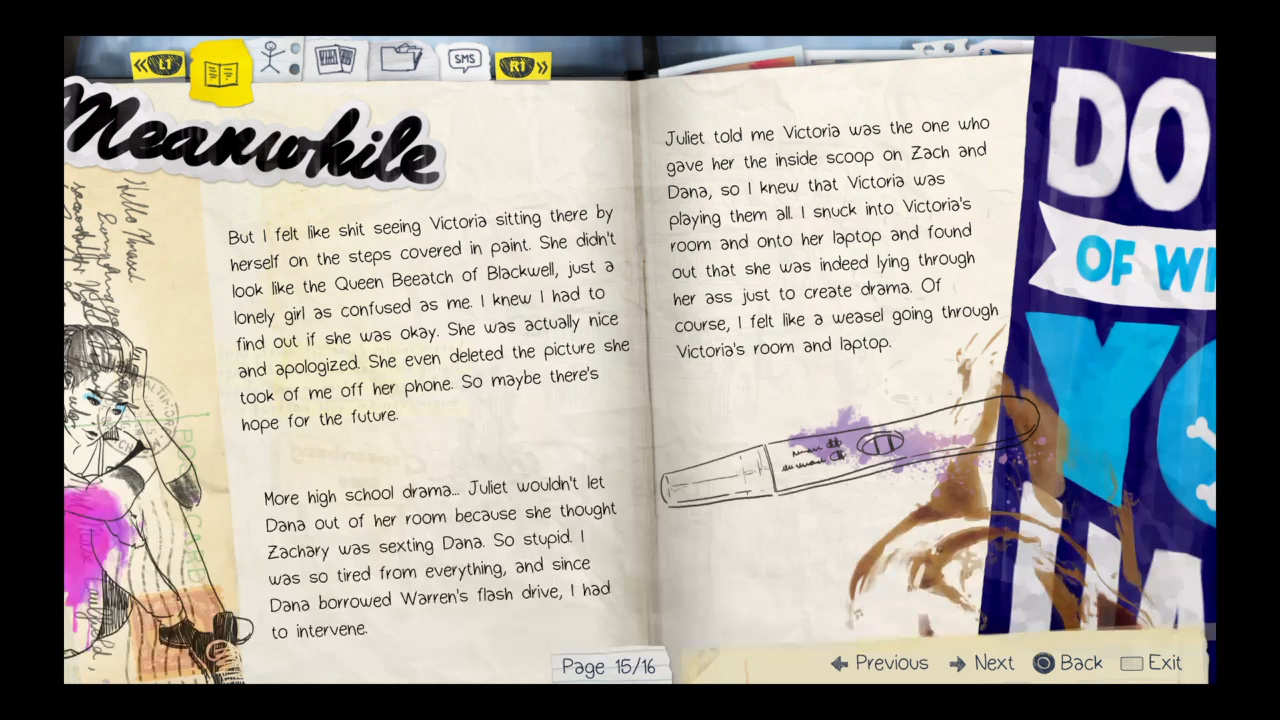 L1
SMS
R1
Meanwhile
But I felt like shit seeing Victoria sitting there by
herself on the steps covered in paint. She didn't
look like the Queen Beeatch of Blackwell, just a
lonely girl as confused as me. I knew I had to
find out if she was okay. She was actually nice
and apologized. She even deleted the picture she
took of me off her phone. So maybe there's
hope for the future.
More high school drama... Juliet wouldn't let
Dana out of her room because she thought
Zachary was sexting Dana. So stupid. I
was so tired from everything, and since
Dana borrowed Warren's flash drive, I had
to intervene.
Juliet told me Victoria was the one who
gave her the inside scoop on Zach and
Dana, so I knew that Victoria was
playing them all. I snuck into Victoria's
room and onto her laptop and found
out that she was indeed lying through
her ass just to create drama. Of
course, I felt like a weasel going through
Victoria's room and laptop.
DO
OF
POST CARD
Page 15/16
Previous
Next
Back
Exit